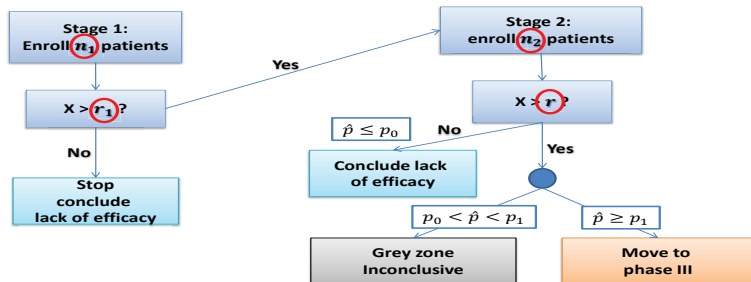 Stage 1:
Enroll n₁ patients
X > r₁ ?
No
Stop
conclude
lack of efficacy
Yes
Stage 2:
enroll n₂ patients
X > r ?
No
p̂ ≤ p₀
Conclude lack
of efficacy
Yes
p₀ < p̂ < p₁
p̂ ≥ p₁
Grey zone
Inconclusive
Move to
phase III